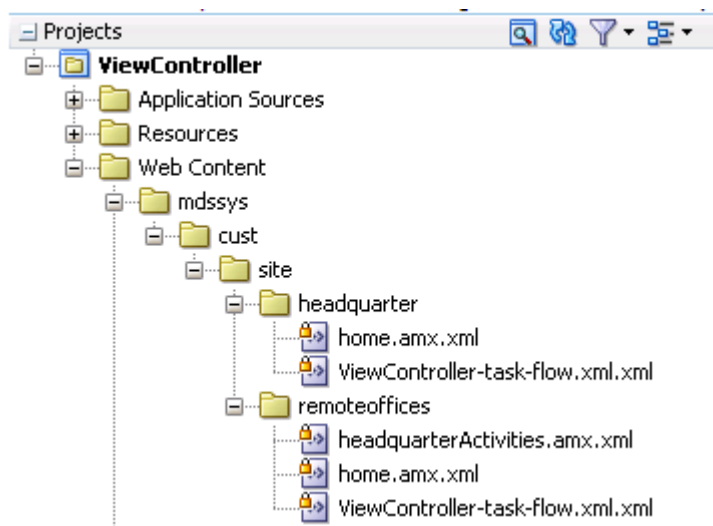 Projects
ViewController
Application Sources
Resources
Web Content
mdssys
cust
site
headquarter
home.amx.xml
ViewController-task-flow.xml.xml
remoteoffices
headquarterActivities.amx.xml
home.amx.xml
ViewController-task-flow.xml.xml